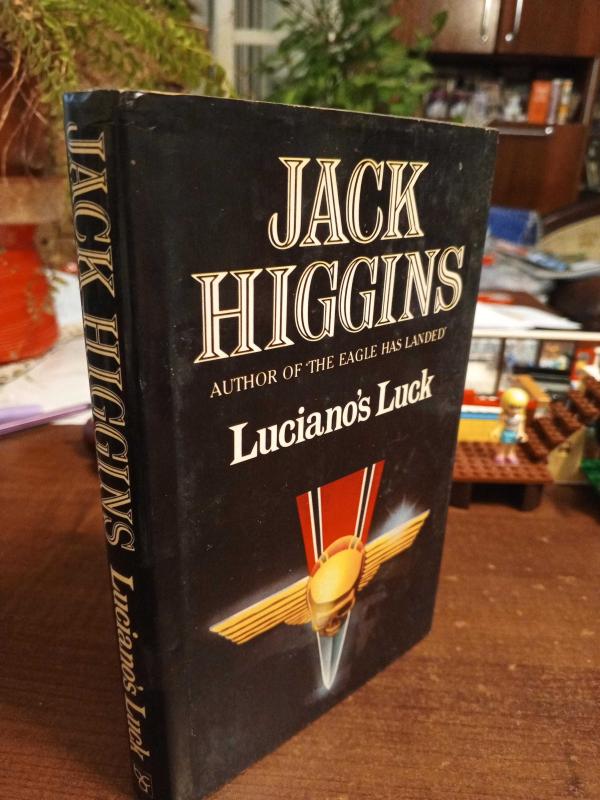 JACK
HIGGINS
AUTHOR OF 'THE EAGLE HAS LANDED'
Luciano's Luck
JACK HIGGINS Luciano's Luck